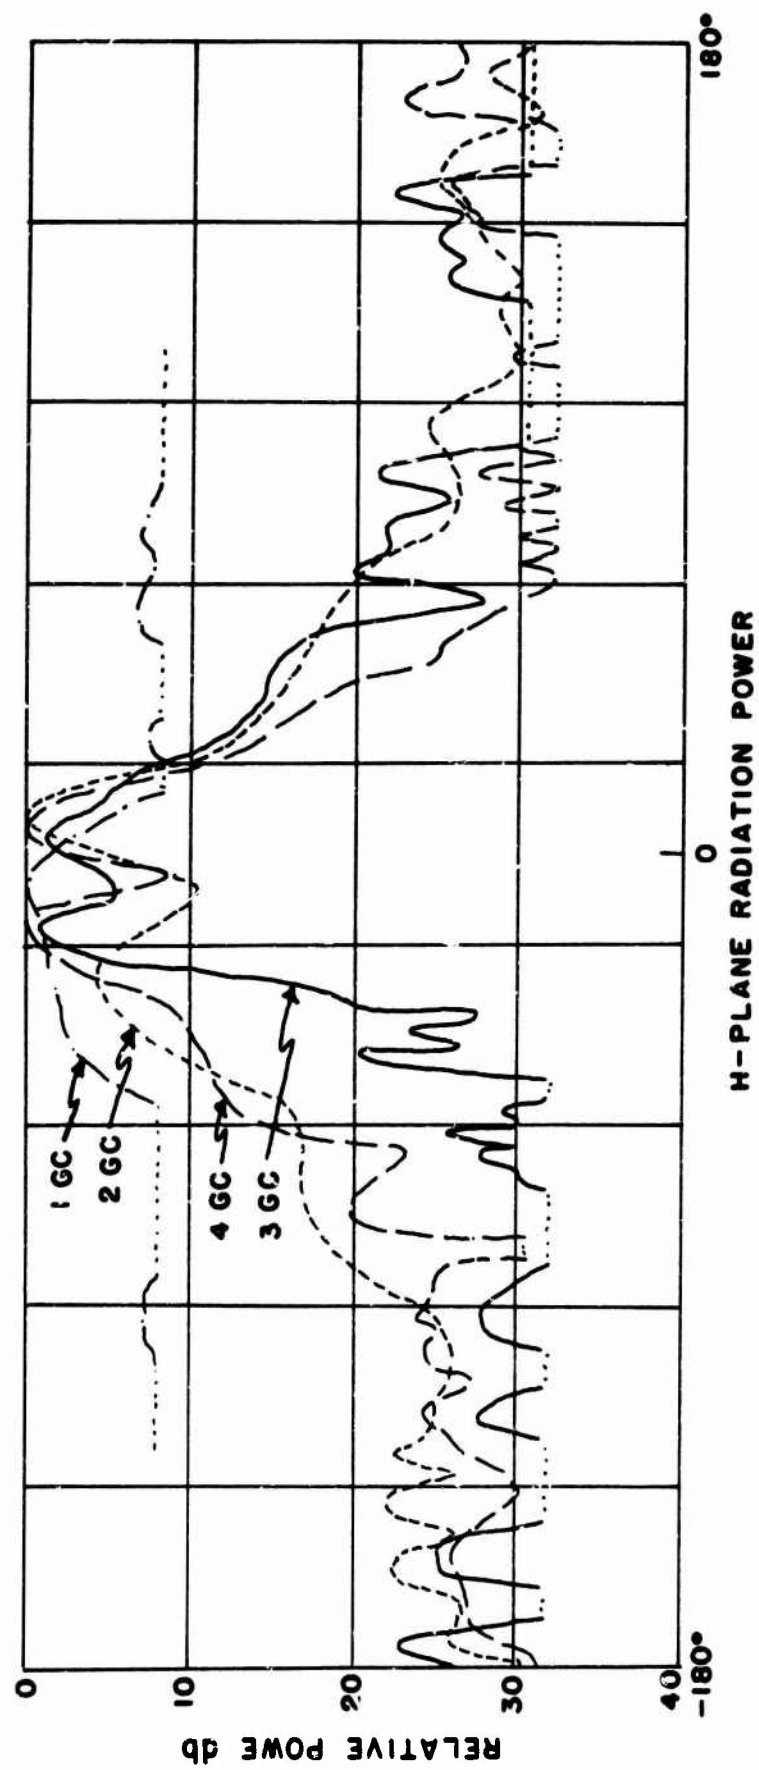 RELATIVE POWE db
0
10
20
30
40
1 GC
2 GC
4 GC
3 GC
-180°
0
180°
H-PLANE RADIATION POWER